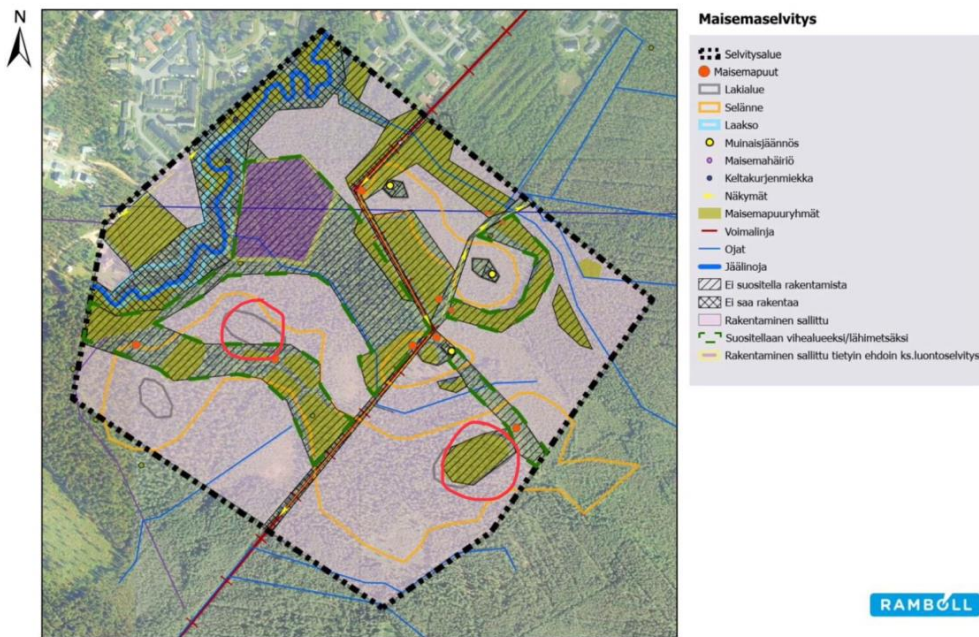 N
Maisemaselvitys
Selvitysalue
Maisemapuut
Lakialue
Selänne
Laakso
Muinaisjäännös
Maisemahäiriö
Keltakurjenmiekka
Näkymät
Maisemapuuryhmät
Voimalinja
Ojat
Jäälinoja
Ei suositella rakentamista
Ei saa rakentaa
Rakentaminen sallittu
Suositellaan vihealueeksi/lähimetsäksi
Rakentaminen sallittu tietyin ehdoin ks.luontoselvitys
RAMBOLL